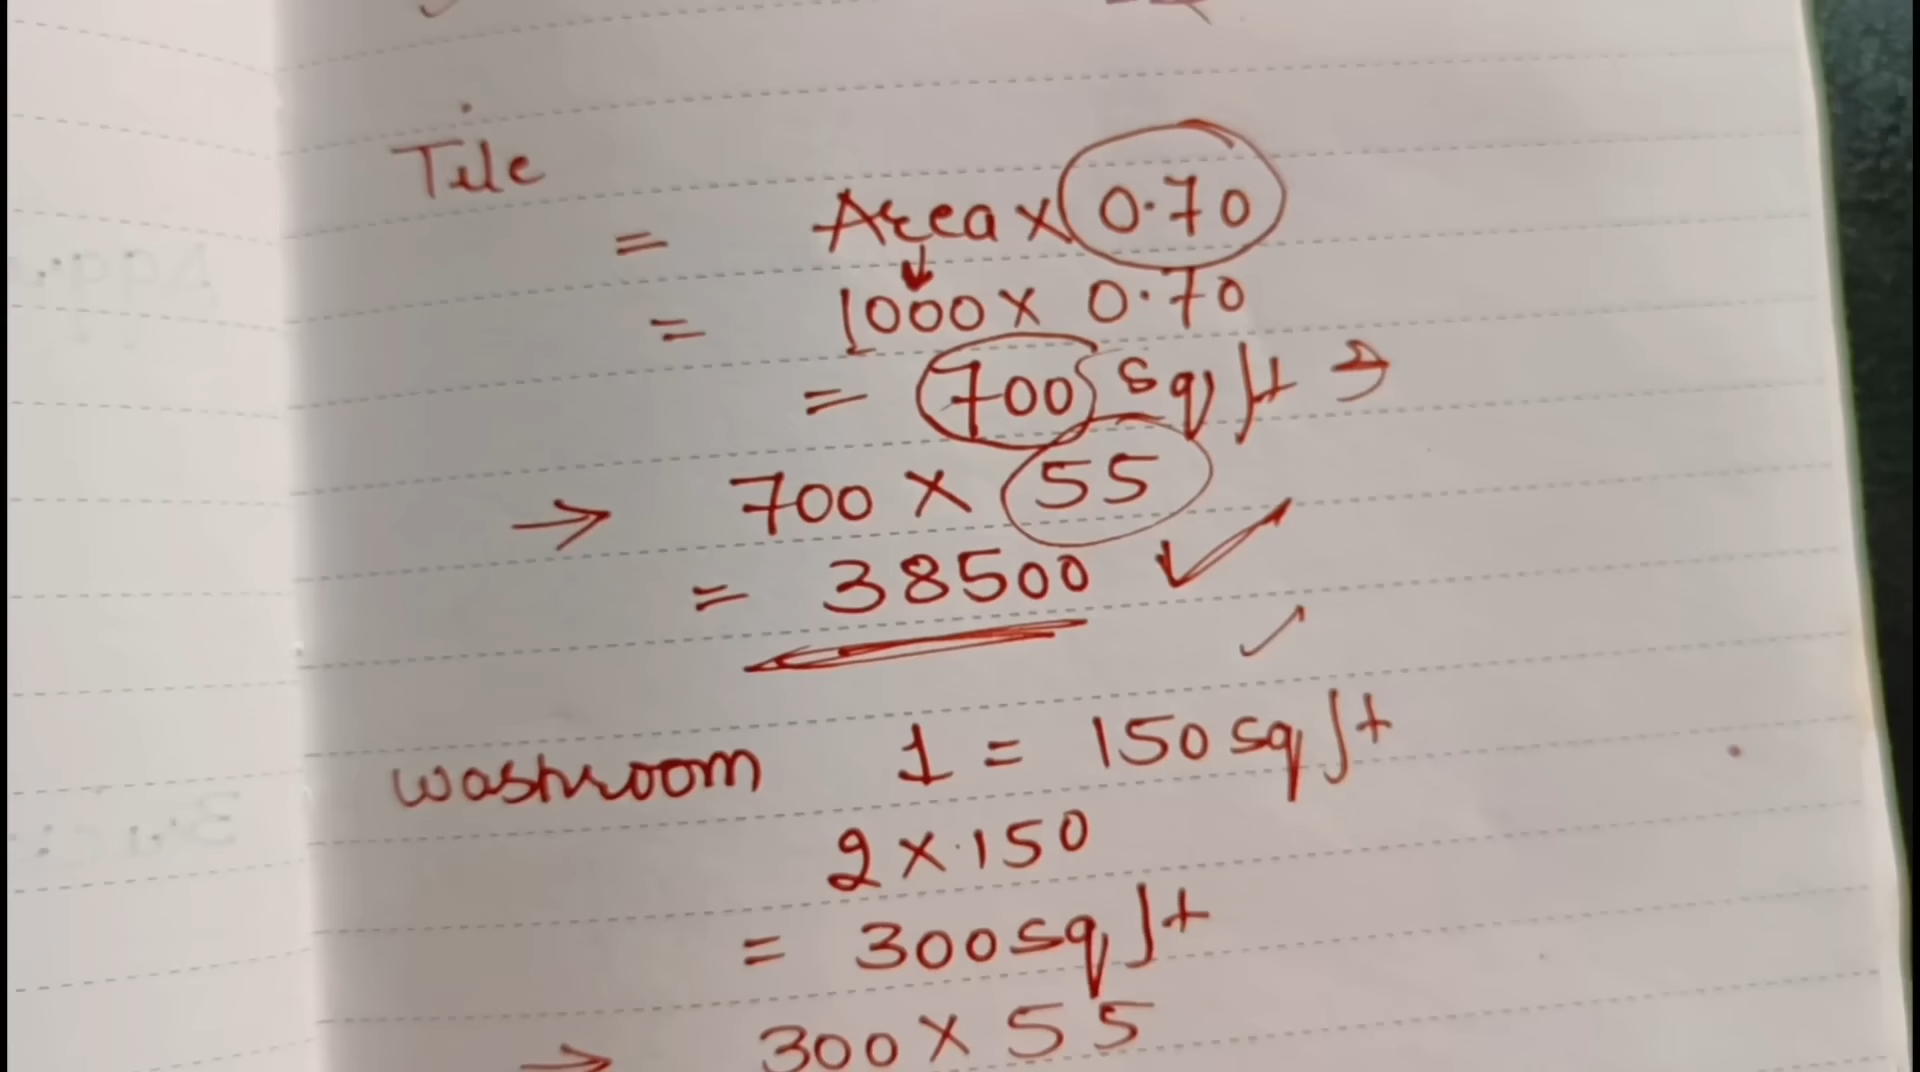 Tile
= Area x 0.70
= 1000 x 0.70
= 700 sq ft →
→ 700 x 55
= 38500 ✓
washroom 1 = 150 sq ft
2 x 150
= 300 sq ft
→ 300 x 55